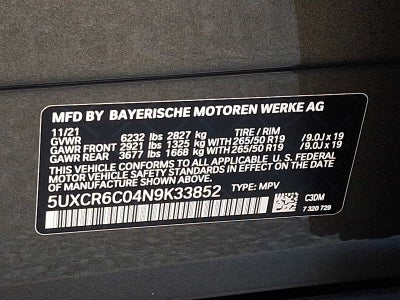 MFD BY BAYERISCHE MOTOREN WERKE AG
11/21 TIRE / RIM
GVWR 6232 lbs 2827 kg
GAWR FRONT 2921 lbs 1325 kg WITH 265/50 R19 /9.0J x 19
GAWR REAR 3677 lbs 1668 kg WITH 265/50 R19 /9.0J x 19
THIS VEHICLE CONFORMS TO ALL APPLICABLE U. S. FEDERAL
MOTOR VEHICLE SAFETY STANDARDS IN EFFECT ON THE
DATE OF MANUFACTURE SHOWN ABOVE.
5UXCR6C04N9K33852 TYPE: MPV
C3DM
7 320 729